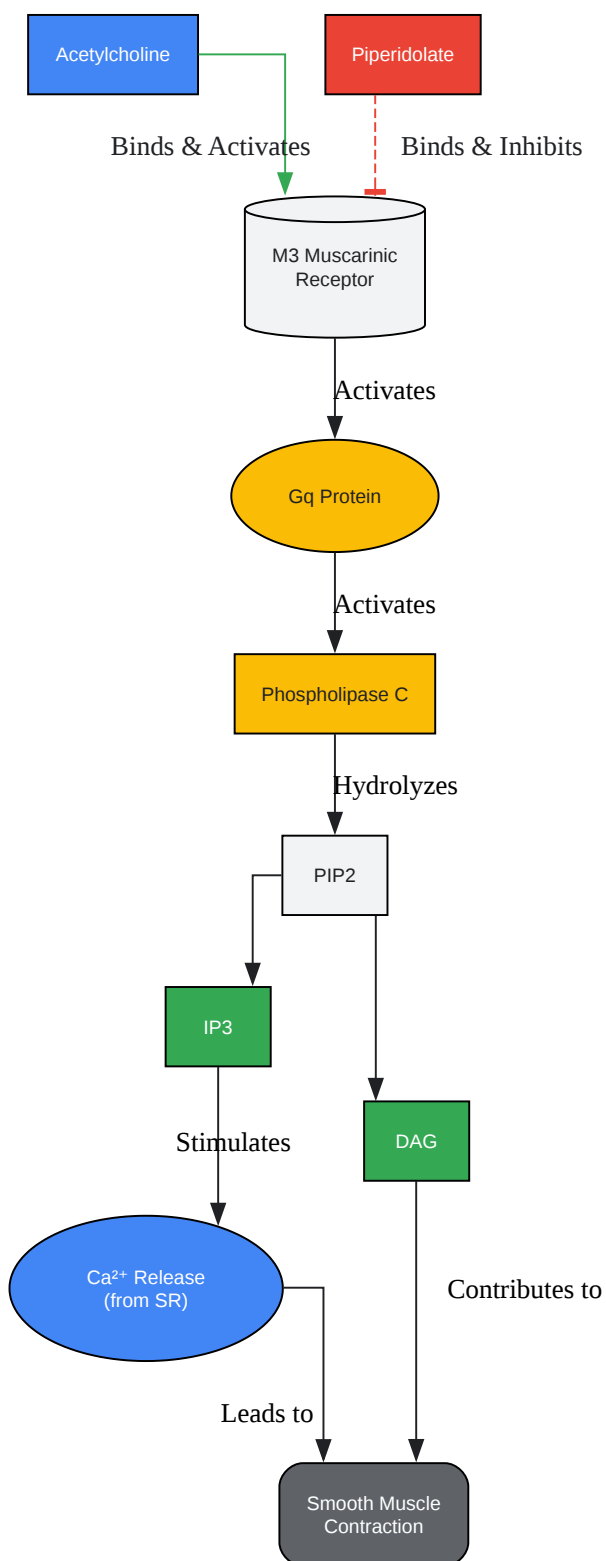 Acetylcholine
Piperidolate
Binds & Activates
Binds & Inhibits
M3 Muscarinic
Receptor
Activates
Gq Protein
Activates
Phospholipase C
Hydrolyzes
PIP2
IP3
Stimulates
DAG
Ca²⁺ Release
(from SR)
Contributes to
Leads to
Smooth Muscle
Contraction